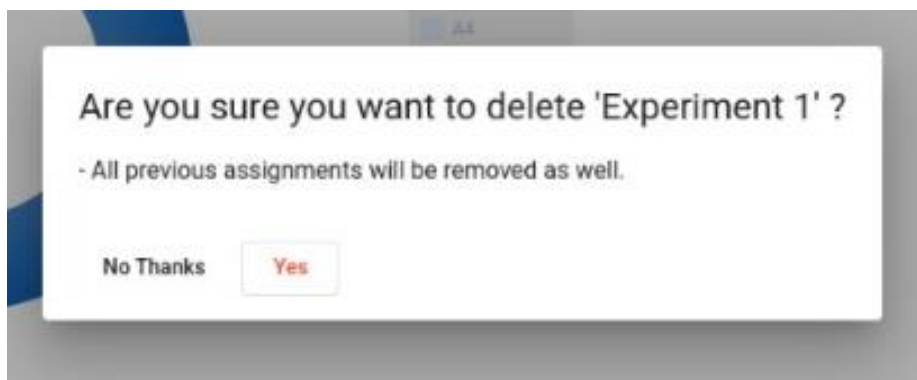 A4
Are you sure you want to delete 'Experiment 1' ?
- All previous assignments will be removed as well.
No Thanks
Yes